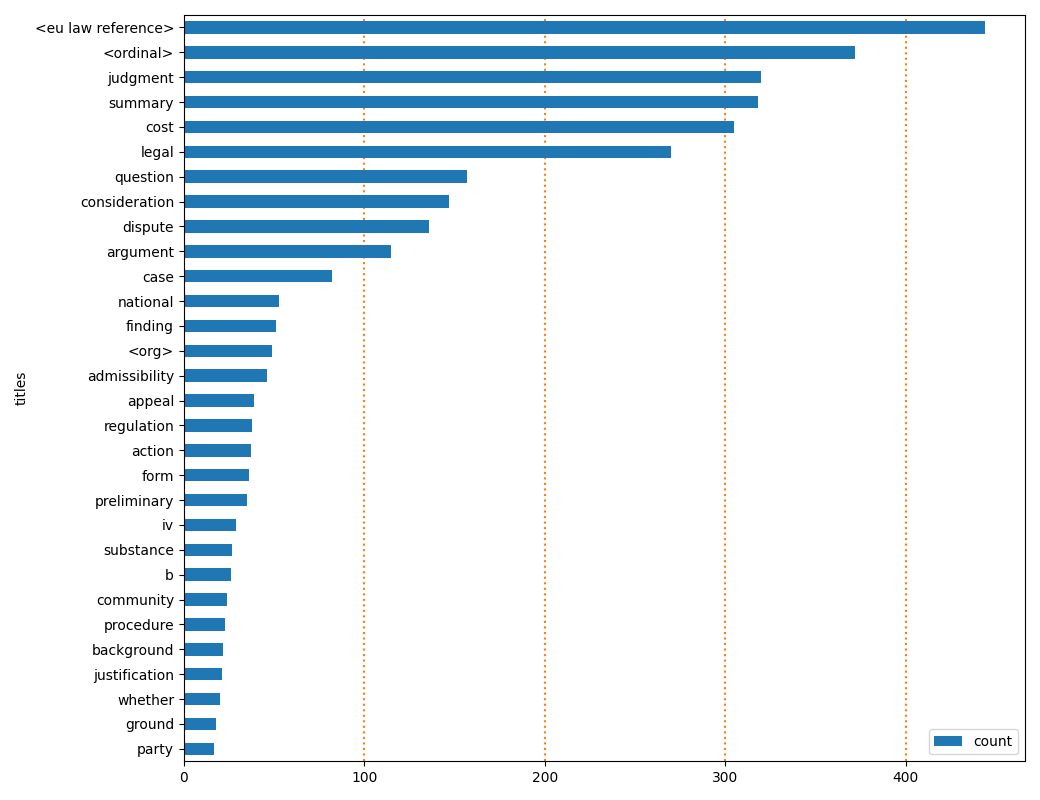 <eu law reference>
<ordinal>
judgment
summary
cost
legal
question
consideration
dispute
argument
case
national
finding
<org>
admissibility
appeal
regulation
action
form
preliminary
iv
substance
b
community
procedure
background
justification
whether
ground
party
titles
count
0 100 200 300 400